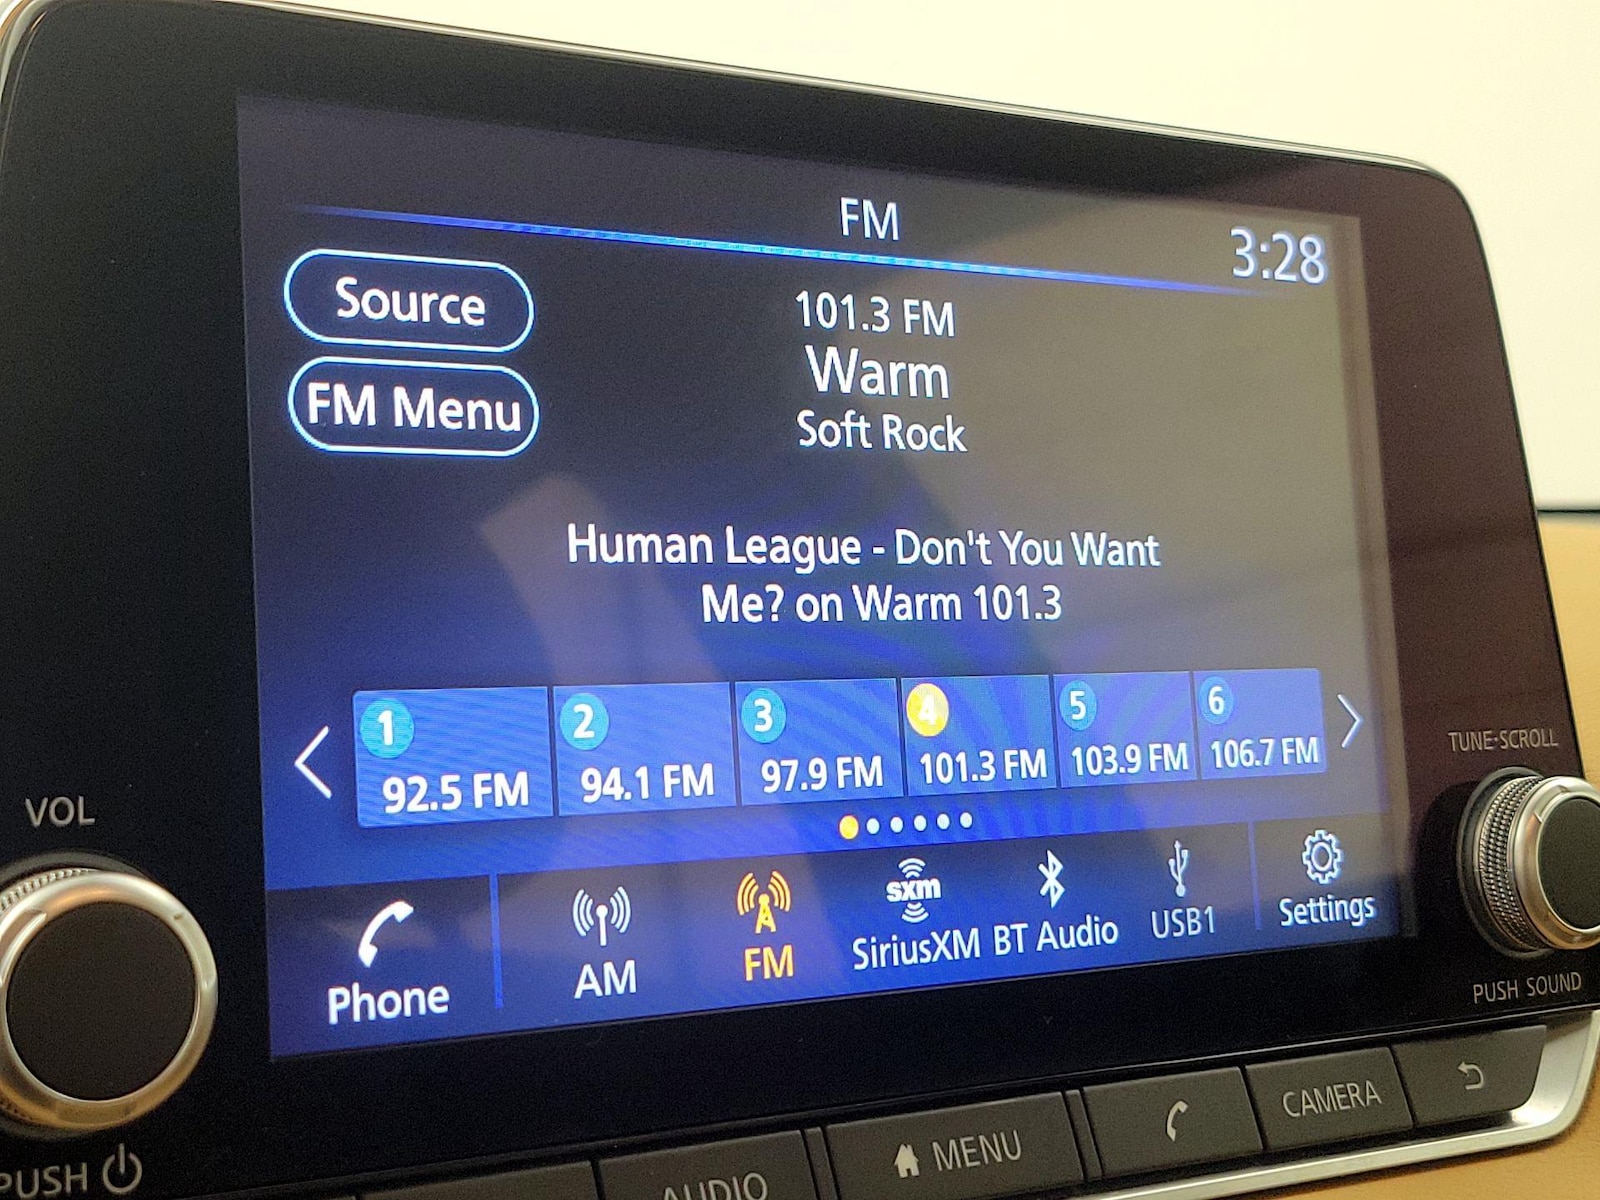 FM
3:28
Source
FM Menu
101.3 FM
Warm
Soft Rock
Human League - Don't You Want
Me? on Warm 101.3
1
92.5 FM
2
94.1 FM
3
97.9 FM
4
101.3 FM
5
103.9 FM
6
106.7 FM
Phone
AM
FM
sxm
SiriusXM
BT Audio
USB1
Settings
VOL
PUSH
TUNE·SCROLL
PUSH SOUND
AUDIO
MENU
CAMERA